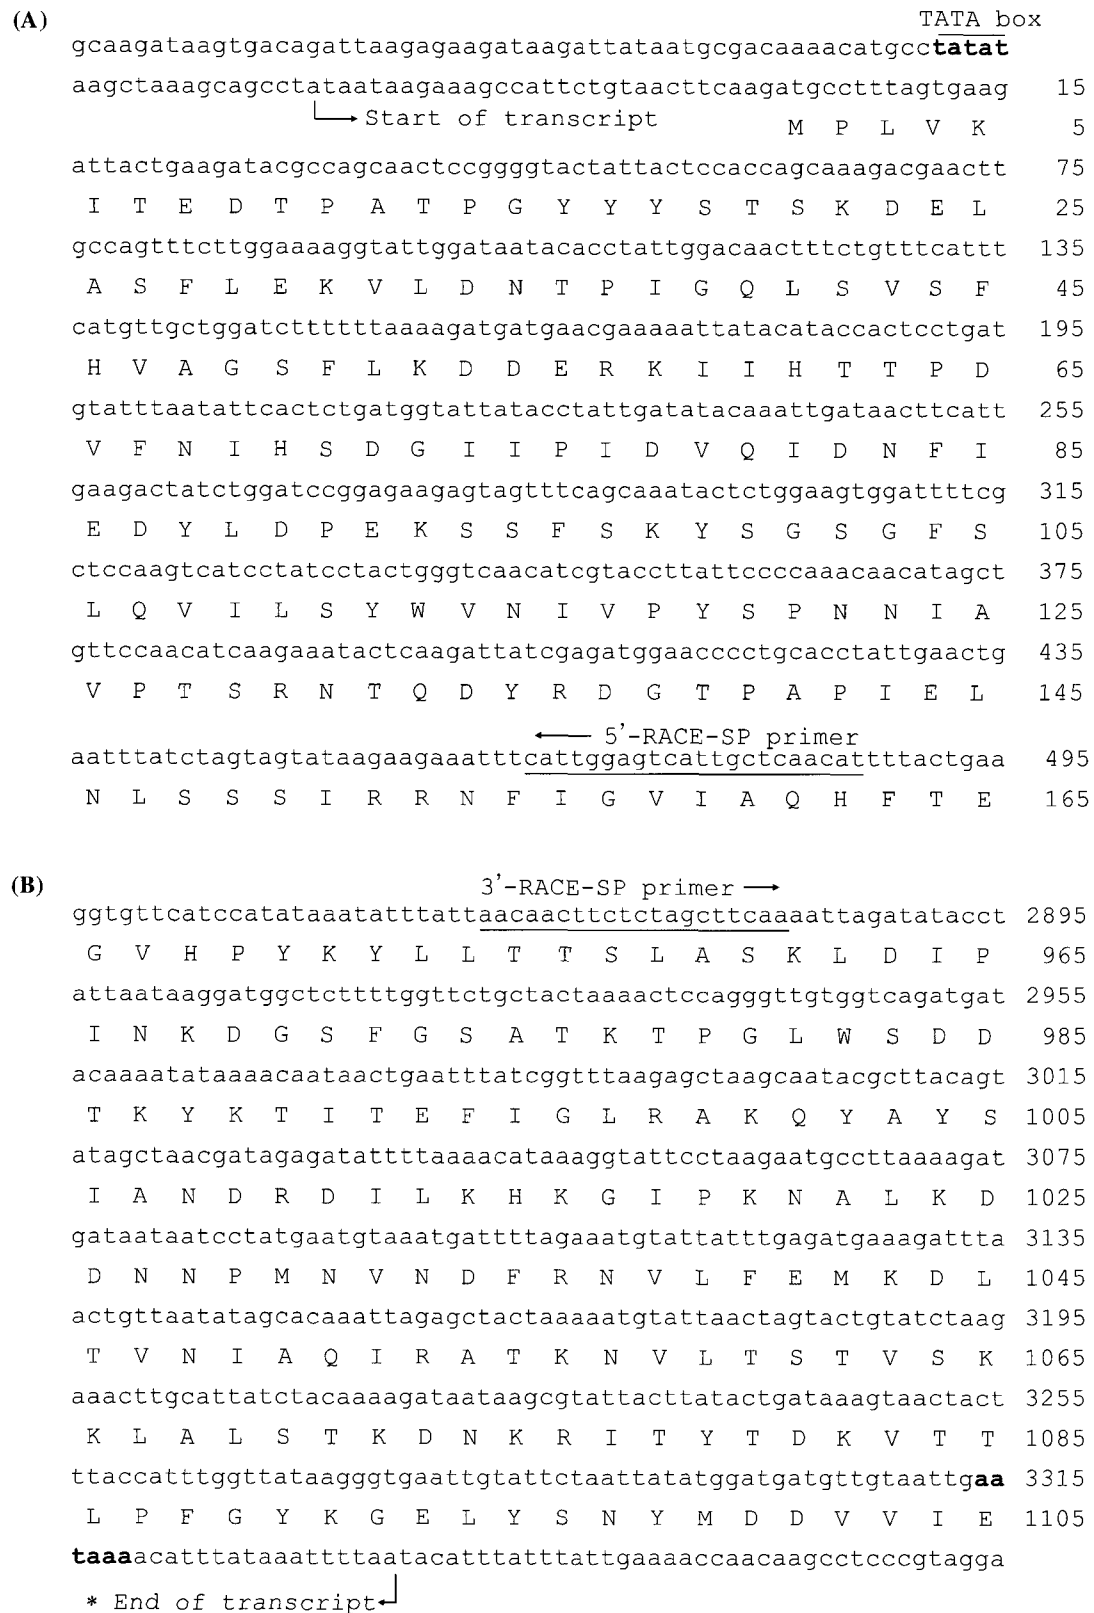 (A) TATA box
gcaagataagtgacagattaagagaagataagattataatgcgacaaaacatgcctatat
aagctaaagcagcctataataagaaagccattctgtaacttcaagatgcctttagtgaag 15
Start of transcript M P L V K 5
attactgaagatacgccagcaactccggggtactattactccaccagcaaagacgaactt 75
I T E D T P A T P G Y Y Y S T S K D E L 25
gccagtttcttggaaaaggtattggataatacacctattggacaactttctgtttcattt 135
A S F L E K V L D N T P I G Q L S V S F 45
catgttgctggatcttttttaaaagatgatgaacgaaaaattatacataccactcctgat 195
H V A G S F L K D D E R K I I H T T P D 65
gtatttaatattcactctgatggtattatacctattgatatacaaattgataacttcatt 255
V F N I H S D G I I P I D V Q I D N F I 85
gaagactatctggatccggagaagagtagtttcagcaaatactctggaagtggattttcg 315
E D Y L D P E K S S F S K Y S G S G F S 105
ctccaagtcatcctatcctactgggtcaacatcgtaccttattccccaaacaacatagct 375
L Q V I L S Y W V N I V P Y S P N N I A 125
gttccaacatcaagaaatactcaagattatcgagatggaacccctgcacctattgaactg 435
V P T S R N T Q D Y R D G T P A P I E L 145
5'-RACE-SP primer
aatttatctagtagtataagaagaaatttcattggagtcattgctcaacattttactgaa 495
N L S S S I R R N F I G V I A Q H F T E 165
(B) 3'-RACE-SP primer
ggtgttcatccatataaatatttattaacaacttctctagcttcaaaattagatatacct 2895
G V H P Y K Y L L T T S L A S K L D I P 965
attaataaggatggctcttttggttctgctactaaaactccagggttgtggtcagatgat 2955
I N K D G S F G S A T K T P G L W S D D 985
acaaaatataaaacaataactgaatttatcggtttaagagctaagcaatacgcttacagt 3015
T K Y K T I T E F I G L R A K Q Y A Y S 1005
atagctaacgatagagatattttaaaacataaaggtattcctaagaatgccttaaaagat 3075
I A N D R D I L K H K G I P K N A L K D 1025
gataataatcctatgaatgtaaatgattttagaaatgtattatttgagatgaaagattta 3135
D N N P M N V N D F R N V L F E M K D L 1045
actgttaatatagcacaaattagagctactaaaaatgtattaactagtactgtatctaag 3195
T V N I A Q I R A T K N V L T S T V S K 1065
aaacttgcattatctacaaaagataataagcgtattacttatactgataaagtaactact 3255
K L A L S T K D N K R I T Y T D K V T T 1085
ttaccatttggttataagggtgaattgtattctaattatatggatgatgttgtaattgaa 3315
L P F G Y K G E L Y S N Y M D D V V I E 1105
taaaacatttataaattttaatacatttatttattgaaaaccaacaagcctcccgtagga
* End of transcript